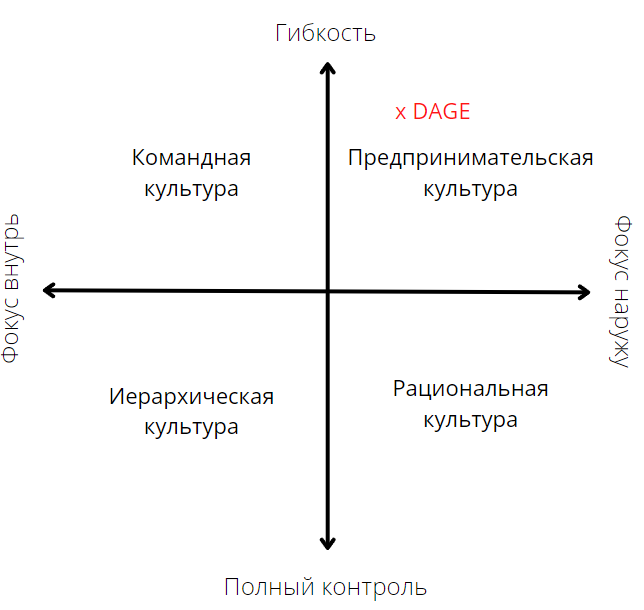 Гибкость
x DAGE
Командная
культура
Предпринимательская
культура
Фокус внутрь
Фокус наружу
Иерархическая
культура
Рациональная
культура
Полный контроль